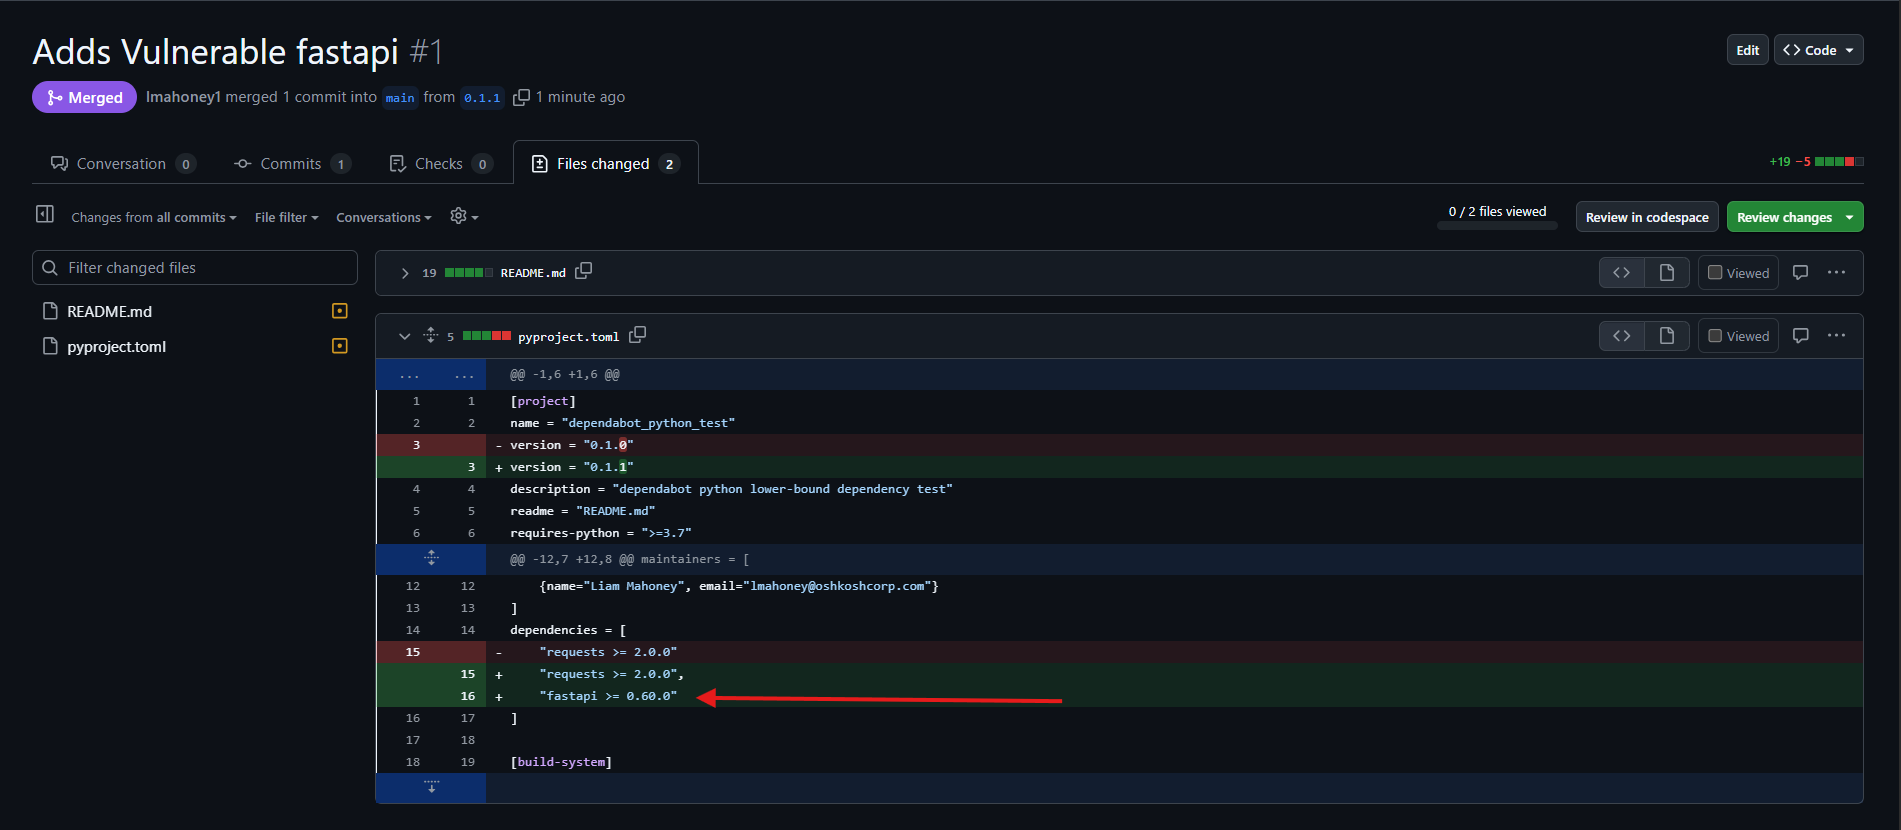 Adds Vulnerable fastapi #1
Edit
<> Code
Merged
lmahoney1 merged 1 commit into main from 0.1.1 1 minute ago
Conversation 0
Commits 1
Checks 0
Files changed 2
+19 −5
Changes from all commits
File filter
Conversations
0 / 2 files viewed
Review in codespace
Review changes
Filter changed files
README.md
pyproject.toml
19 README.md
Viewed
5 pyproject.toml
Viewed
... ... @@ -1,6 +1,6 @@
1 1 [project]
2 2 name = "dependabot_python_test"
3 - version = "0.1.0"
3 + version = "0.1.1"
4 4 description = "dependabot python lower-bound dependency test"
5 5 readme = "README.md"
6 6 requires-python = ">=3.7"
@@ -12,7 +12,8 @@ maintainers = [
12 12 {name="Liam Mahoney", email="lmahoney@oshkoshcorp.com"}
13 13 ]
14 14 dependencies = [
15 - "requests >= 2.0.0"
15 + "requests >= 2.0.0",
16 + "fastapi >= 0.60.0"
16 17 ]
17 18
18 19 [build-system]